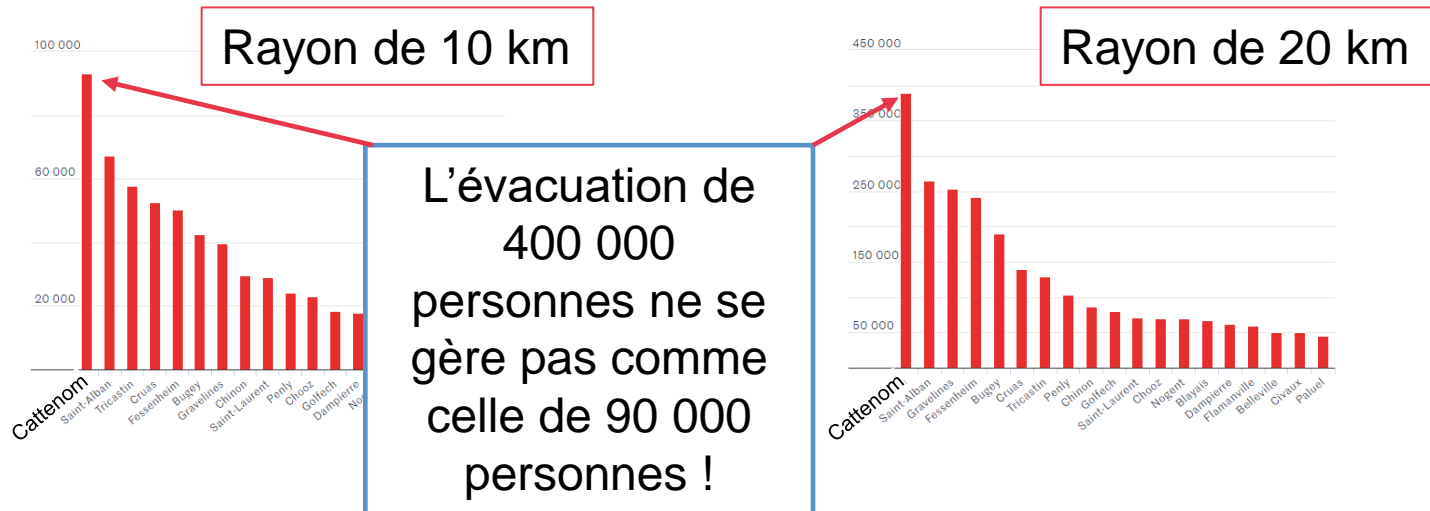 Rayon de 10 km
100 000
60 000
20 000
Cattenom
Saint-Alban
Tricastin
Cruas
Fessenheim
Bugey
Gravelines
Chinon
Saint-Laurent
Penly
Chooz
Golfech
Dampierre
L'évacuation de
400 000
personnes ne se
gère pas comme
celle de 90 000
personnes !
Rayon de 20 km
450 000
350 000
250 000
150 000
50 000
Cattenom
Saint-Alban
Gravelines
Fessenheim
Bugey
Cruas
Tricastin
Penly
Chinon
Golfech
Saint-Laurent
Chooz
Nogent
Blayais
Dampierre
Flamanville
Belleville
Civaux
Paluel